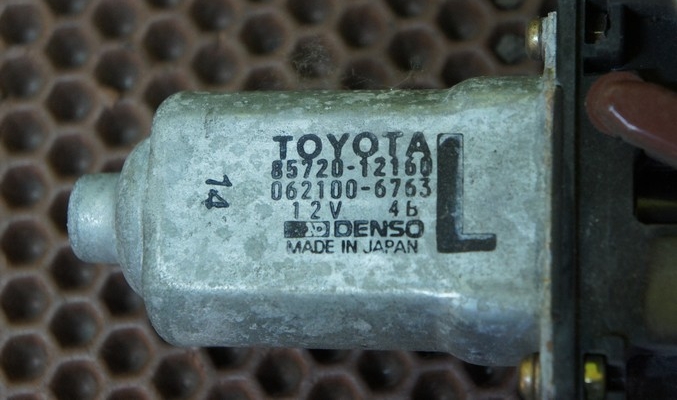 TOYOTA
85720-12160
062100-6763
12V 4b
DENSO
MADE IN JAPAN
L
14